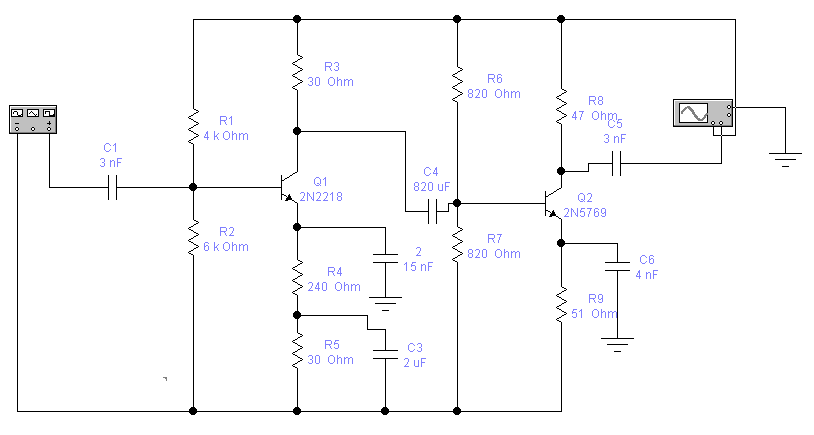 R3
30 Ohm
R6
820 Ohm
R8
47 Ohm
R1
4 k Ohm
C5
3 nF
C1
3 nF
Q1
2N2218
C4
820 uF
Q2
2N5769
R2
6 k Ohm
R7
820 Ohm
2
15 nF
C6
4 nF
R4
240 Ohm
R9
51 Ohm
R5
30 Ohm
C3
2 uF